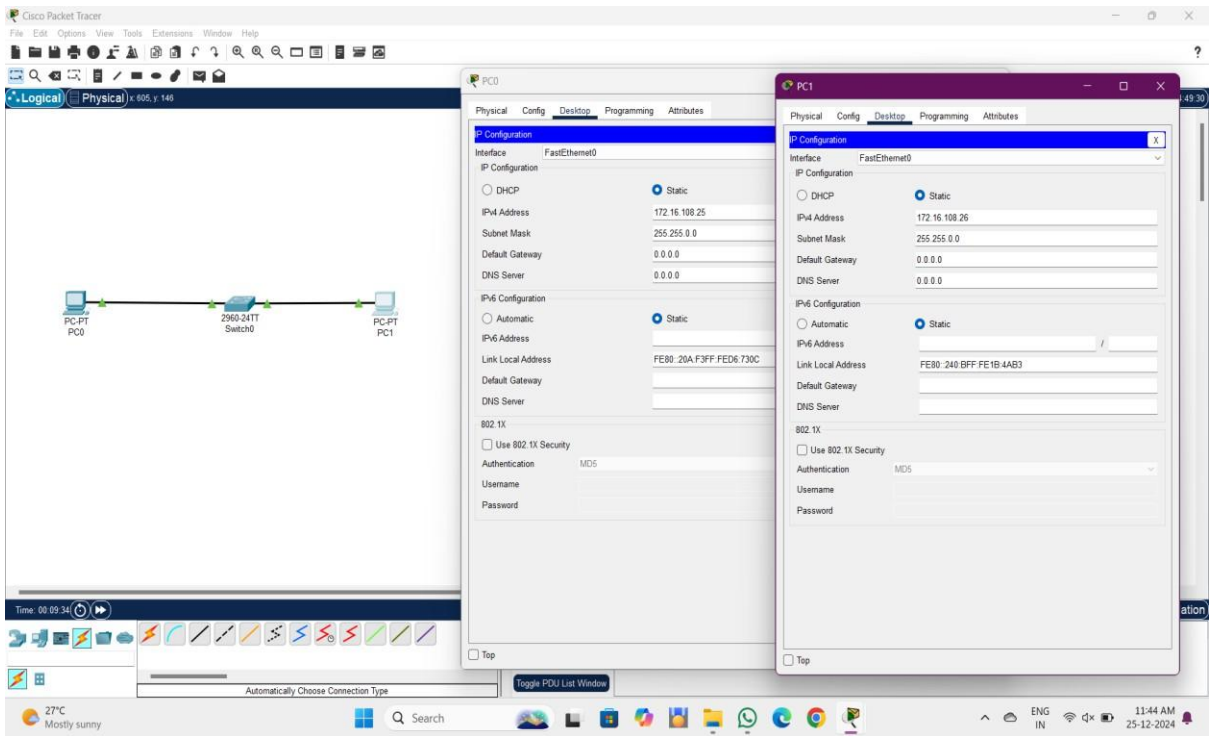 Cisco Packet Tracer
File Edit Options View Tools Extensions Window Help
?
Logical Physical x: 605, y: 146
:49:30
PC-PT
PC0
2960-24TT
Switch0
PC-PT
PC1
PC0
Physical Config Desktop Programming Attributes
IP Configuration
Interface FastEthernet0
IP Configuration
DHCP Static
IPv4 Address 172.16.108.25
Subnet Mask 255.255.0.0
Default Gateway 0.0.0.0
DNS Server 0.0.0.0
IPv6 Configuration
Automatic Static
IPv6 Address
Link Local Address FE80::20A:F3FF:FED6:730C
Default Gateway
DNS Server
802.1X
Use 802.1X Security
Authentication MD5
Username
Password
Top
PC1
Physical Config Desktop Programming Attributes
IP Configuration X
Interface FastEthernet0
IP Configuration
DHCP Static
IPv4 Address 172.16.108.26
Subnet Mask 255.255.0.0
Default Gateway 0.0.0.0
DNS Server 0.0.0.0
IPv6 Configuration
Automatic Static
IPv6 Address /
Link Local Address FE80::240:BFF:FE1B:4AB3
Default Gateway
DNS Server
802.1X
Use 802.1X Security
Authentication MD5
Username
Password
Top
Time: 00:09:34
ation
Automatically Choose Connection Type
Toggle PDU List Window
27°C
Mostly sunny
Search
ENG
IN
11:44 AM
25-12-2024